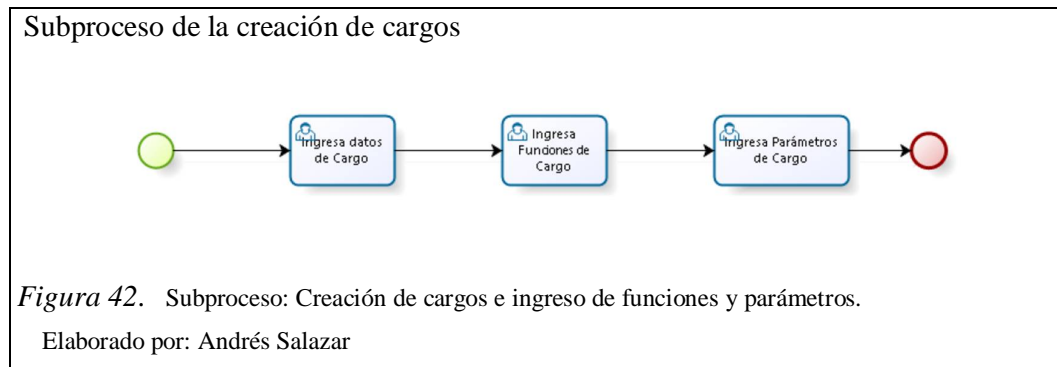 Subproceso de la creación de cargos
Ingresa datos
de Cargo
Ingresa
Funciones de
Cargo
Ingresa Parámetros
de Cargo
Figura 42. Subproceso: Creación de cargos e ingreso de funciones y parámetros.
Elaborado por: Andrés Salazar